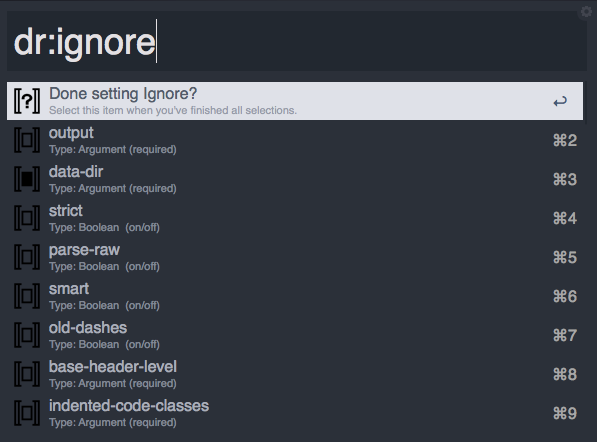 dr:ignore
[?] Done setting Ignore?
Select this item when you've finished all selections.
output ⌘2
Type: Argument (required)
data-dir ⌘3
Type: Argument (required)
strict ⌘4
Type: Boolean (on/off)
parse-raw ⌘5
Type: Boolean (on/off)
smart ⌘6
Type: Boolean (on/off)
old-dashes ⌘7
Type: Boolean (on/off)
base-header-level ⌘8
Type: Argument (required)
indented-code-classes ⌘9
Type: Argument (required)